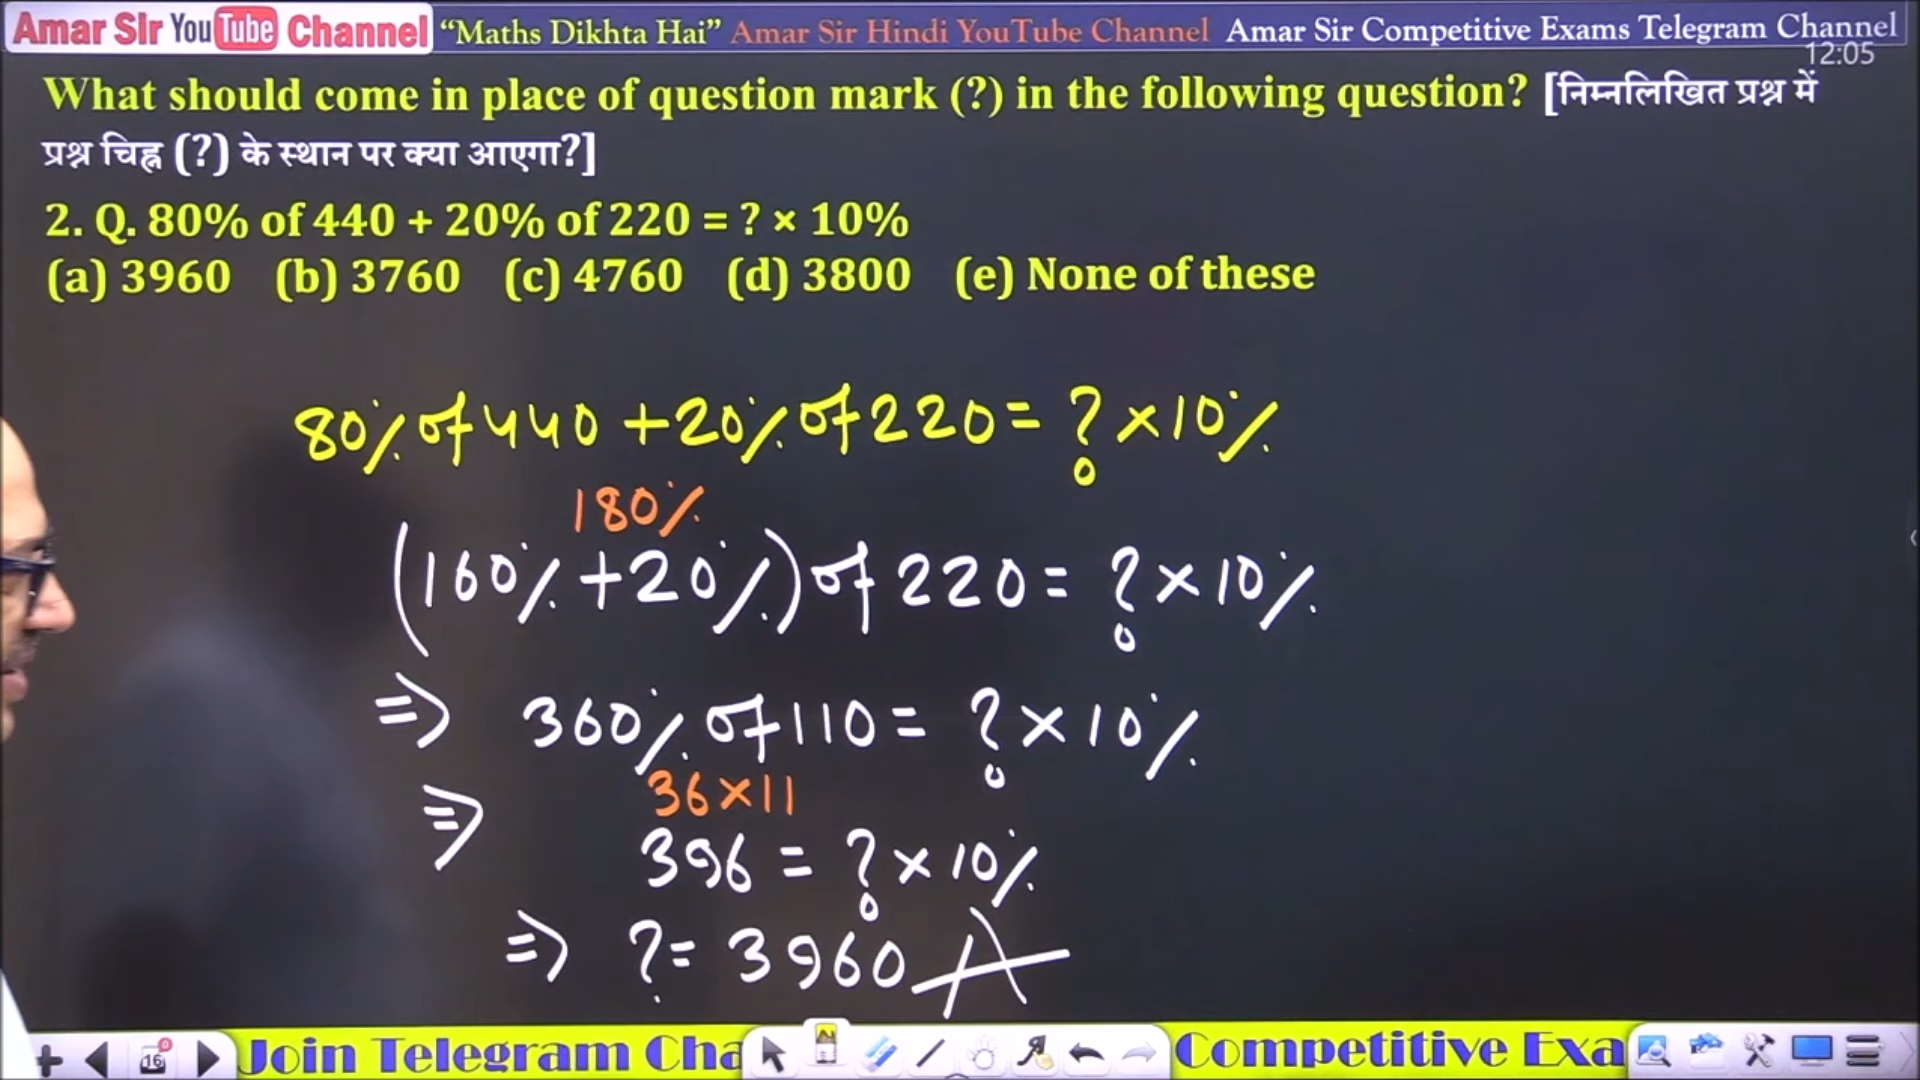 Amar Sir YouTube Channel "Maths Dikhta Hai" Amar Sir Hindi YouTube Channel Amar Sir Competitive Exams Telegram Channel
12:05
What should come in place of question mark (?) in the following question? [निम्नलिखित प्रश्न में
प्रश्न चिह्न (?) के स्थान पर क्या आएगा?]
2. Q. 80% of 440 + 20% of 220 = ? × 10%
(a) 3960 (b) 3760 (c) 4760 (d) 3800 (e) None of these
80% of 440 + 20% of 220 = ? × 10%
180%
(160% + 20%) of 220 = ? × 10%
⇒ 360% of 110 = ? × 10%
36 × 11
⇒ 396 = ? × 10%
⇒ ? = 3960 A
16 0 Join Telegram Cha Competitive Exa